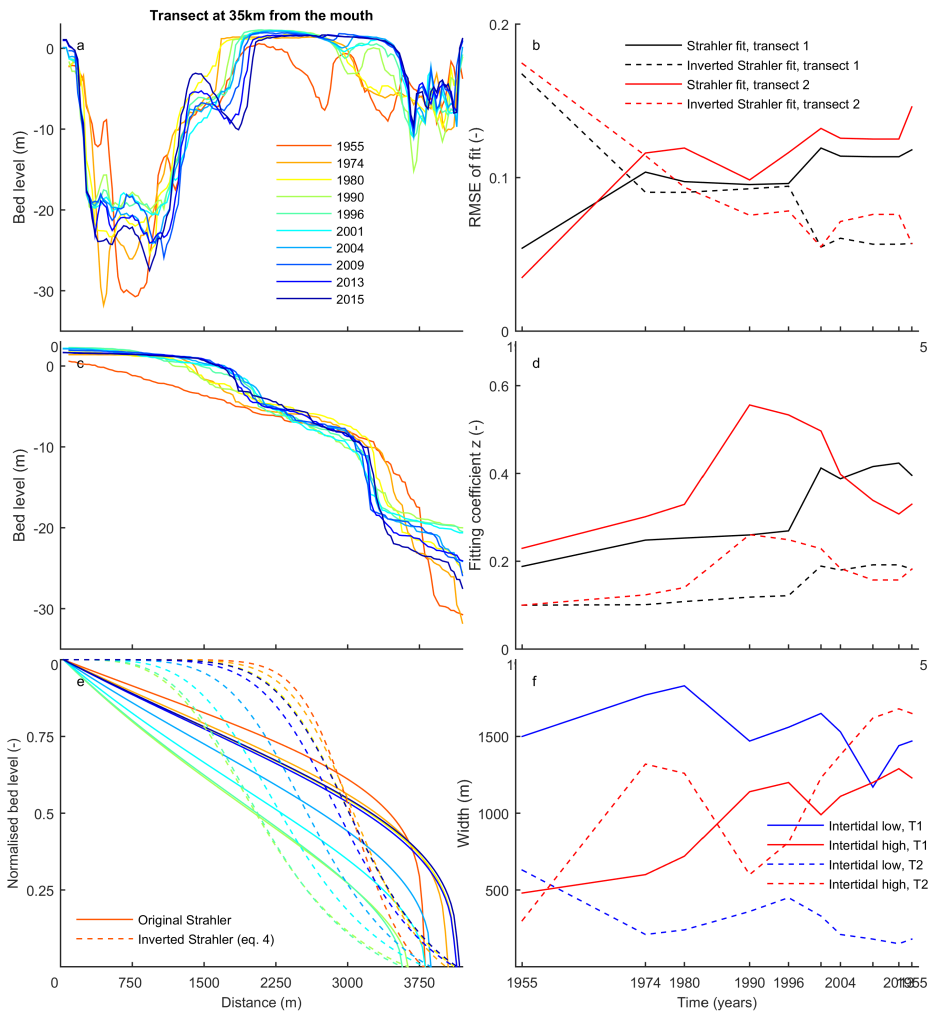 Transect at 35km from the mouth
a
0
-10
-20
-30
Bed level (m)
1955
1974
1980
1990
1996
2001
2004
2009
2013
2015
b
0.2
0.1
0
RMSE of fit (-)
Strahler fit, transect 1
Inverted Strahler fit, transect 1
Strahler fit, transect 2
Inverted Strahler fit, transect 2
c
0
0
-10
-20
-30
Bed level (m)
d
1
5
0.6
0.4
0.2
0
Fitting coefficient z (-)
e
0
0.75
0.5
0.25
Normalised bed level (-)
Original Strahler
Inverted Strahler (eq. 4)
0 750 1500 2250 3000 3750
Distance (m)
f
1
5
1500
1000
500
Width (m)
Intertidal low, T1
Intertidal high, T1
Intertidal low, T2
Intertidal high, T2
1955 1974 1980 1990 1996 2004
Time (years)